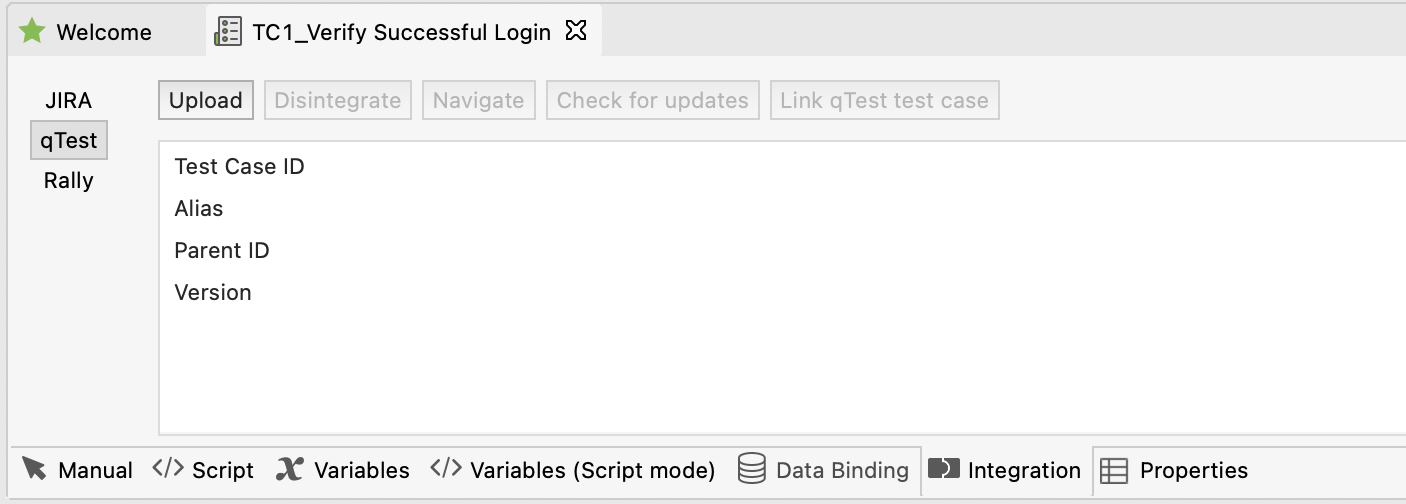 Welcome TC1_Verify Successful Login
JIRA
qTest
Rally
Upload Disintegrate Navigate Check for updates Link qTest test case
Test Case ID
Alias
Parent ID
Version
Manual </> Script Variables </> Variables (Script mode) Data Binding Integration Properties